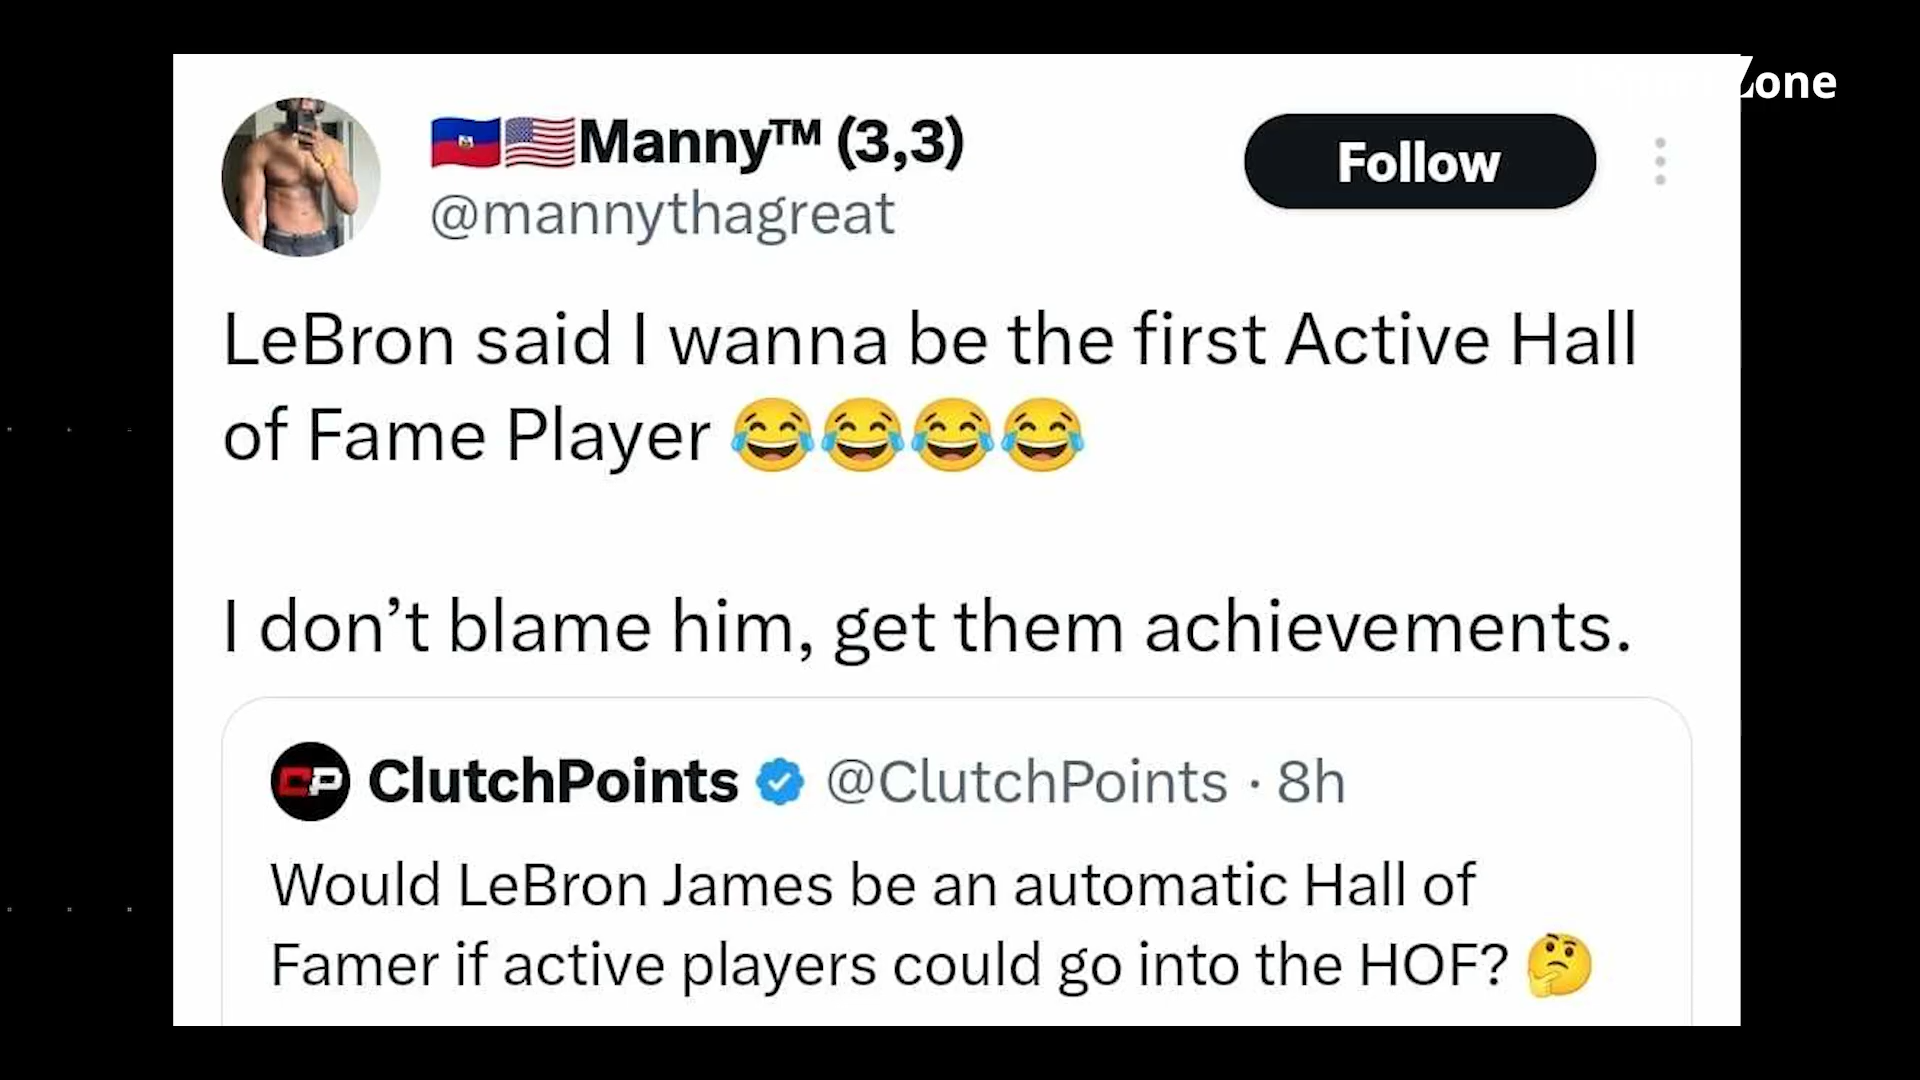 Zone
🇭🇹🇺🇸Manny™ (3,3)
Follow
@mannythagreat
LeBron said I wanna be the first Active Hall
of Fame Player 😂😂😂😂
I don’t blame him, get them achievements.
CP ClutchPoints @ClutchPoints · 8h
Would LeBron James be an automatic Hall of
Famer if active players could go into the HOF? 🤔